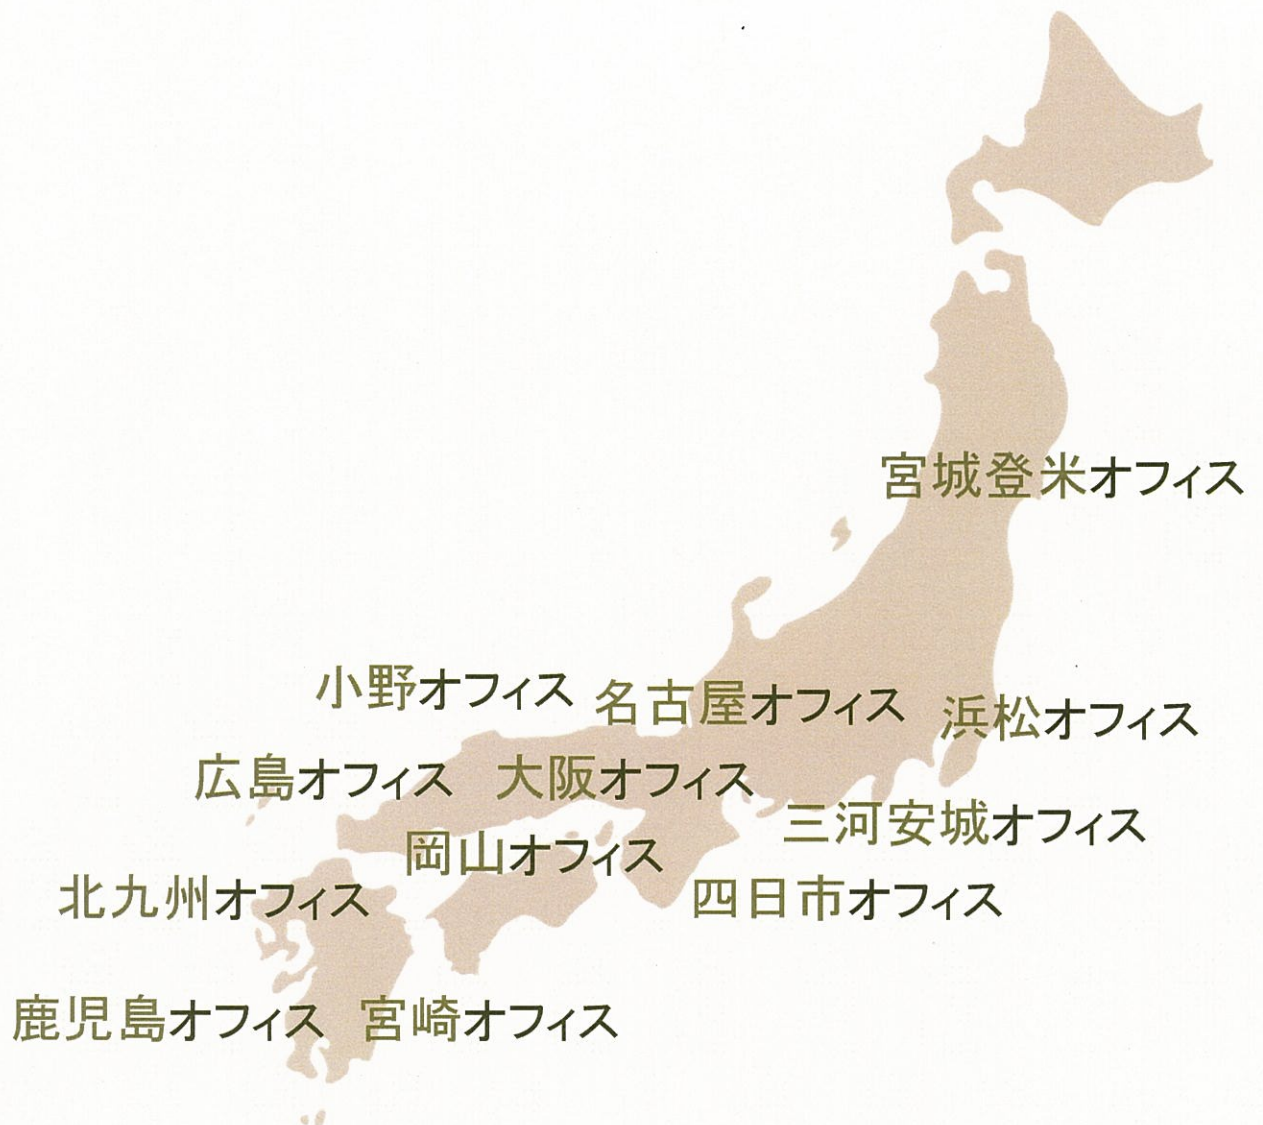 宮城登米オフィス
小野オフィス
名古屋オフィス
浜松オフィス
広島オフィス
大阪オフィス
三河安城オフィス
岡山オフィス
北九州オフィス
四日市オフィス
鹿児島オフィス
宮崎オフィス